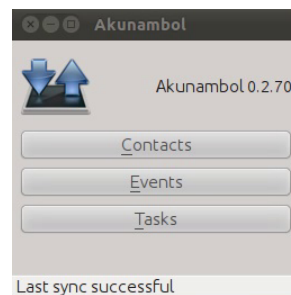 Akunambol
Akunambol 0.2.70
Contacts
Events
Tasks
Last sync successful